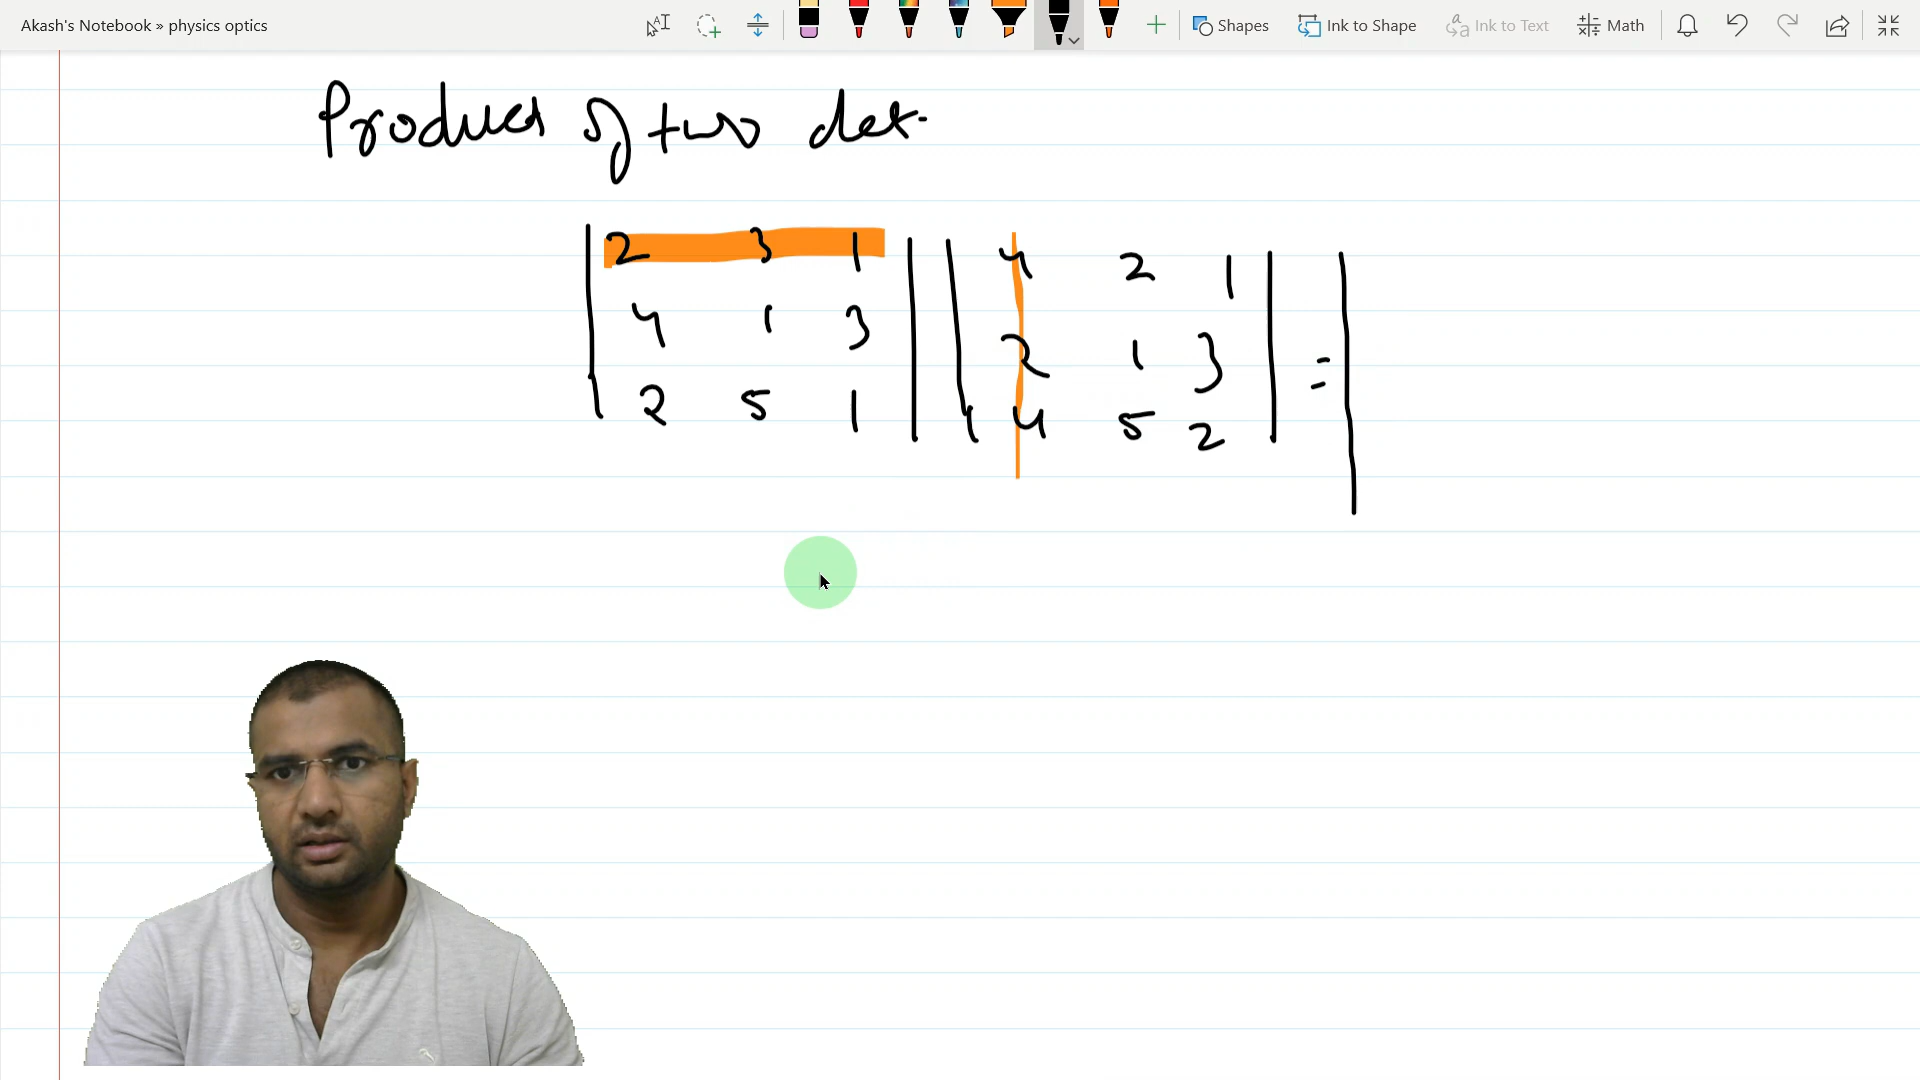 Akash's Notebook » physics optics Shapes Ink to Shape Ink to Text Math
Product of two det.
| 2 3 1 | | 4 2 1 | = |
| 4 1 3 | | 2 1 3 |
| 2 5 1 | | 4 5 2 |